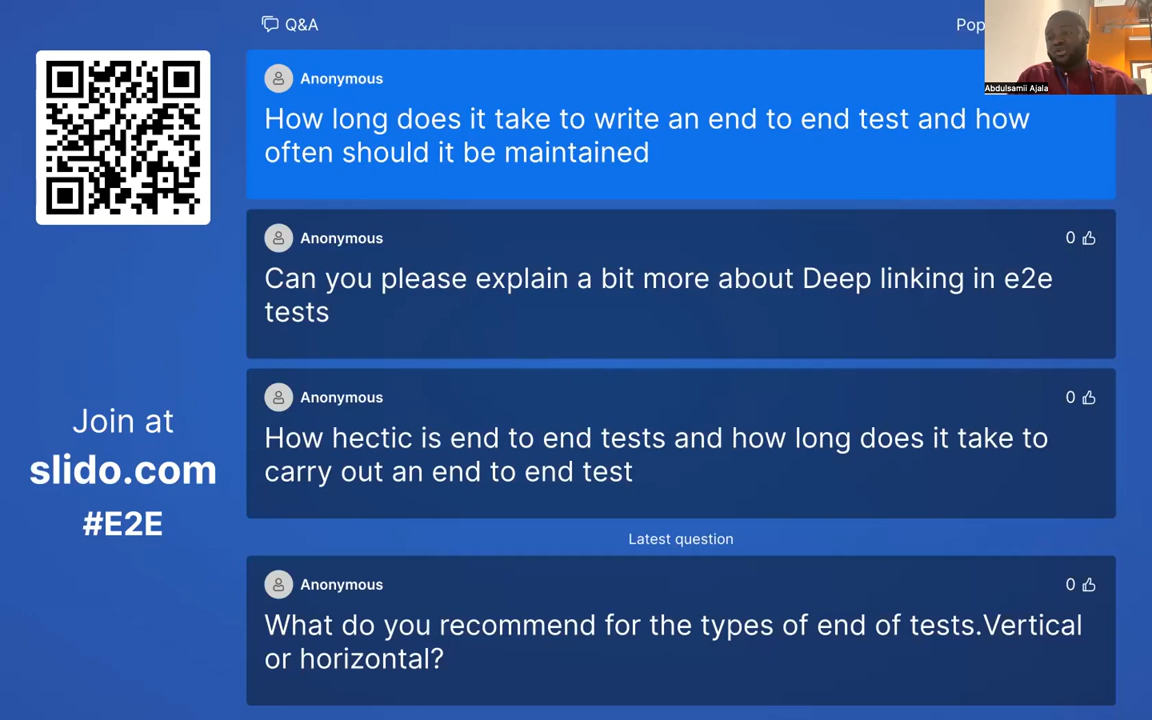 Q&A
Pop
Abdulsamii Ajala
Anonymous
How long does it take to write an end to end test and how
often should it be maintained
Anonymous
0
Can you please explain a bit more about Deep linking in e2e
tests
Anonymous
0
How hectic is end to end tests and how long does it take to
carry out an end to end test
Join at
slido.com
#E2E
Latest question
Anonymous
0
What do you recommend for the types of end of tests.Vertical
or horizontal?